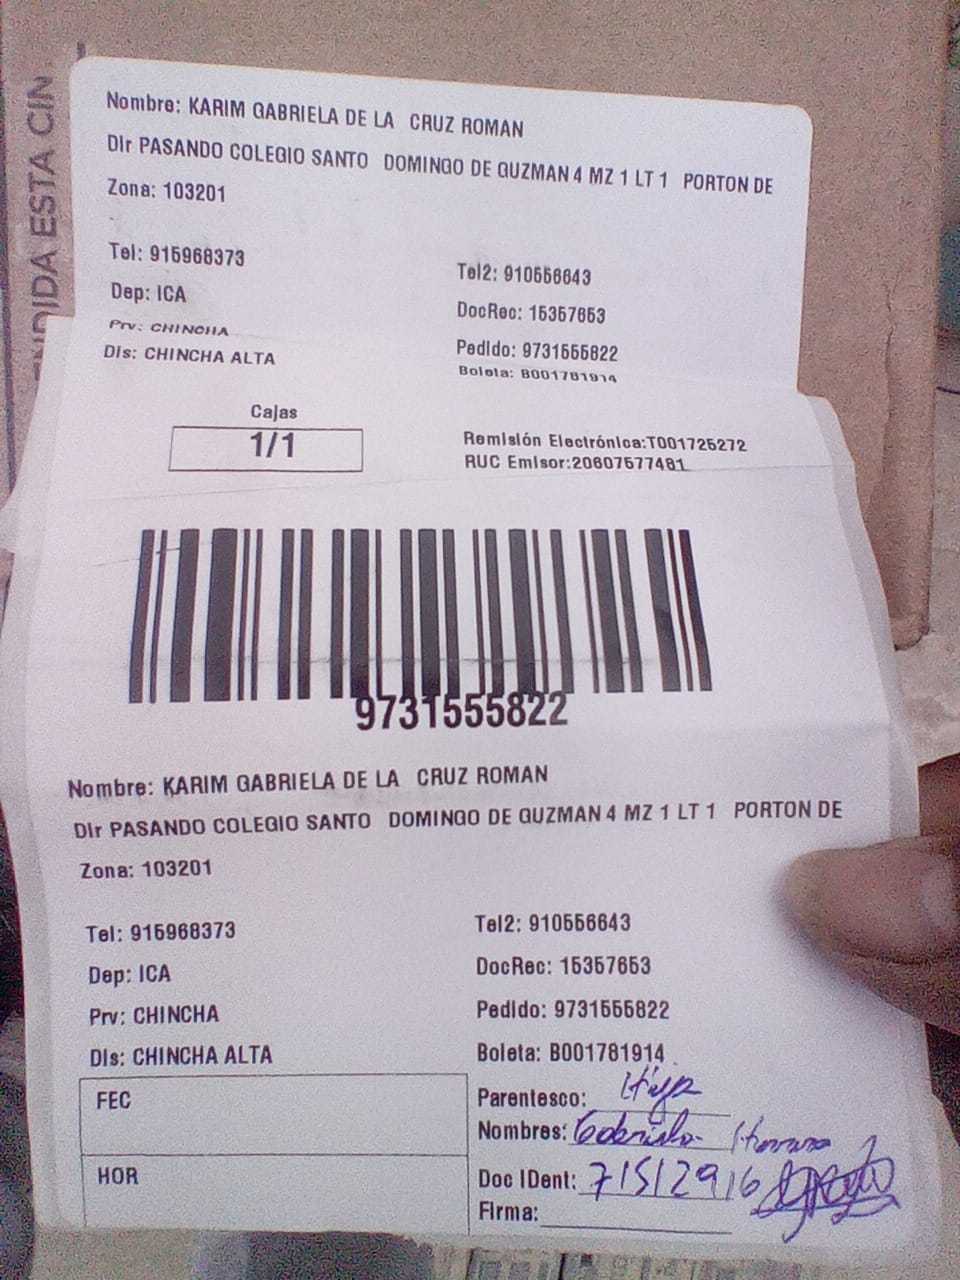 ENDIDA ESTA CIN
Nombre: KARIM GABRIELA DE LA CRUZ ROMAN
Dir PASANDO COLEGIO SANTO DOMINGO DE GUZMAN 4 MZ 1 LT 1 PORTON DE
Zona: 103201
Tel: 915968373
Tel2: 910556643
Dep: ICA
DocRec: 15357653
Prv: CHINCHA
Pedido: 9731555822
Dis: CHINCHA ALTA
Boleta: B001781914
Cajas
1/1
Remisión Electrónica:T001725272
RUC Emisor:20607577481
9731555822
Nombre: KARIM GABRIELA DE LA CRUZ ROMAN
Dir PASANDO COLEGIO SANTO DOMINGO DE GUZMAN 4 MZ 1 LT 1 PORTON DE
Zona: 103201
Tel: 915968373
Tel2: 910556643
Dep: ICA
DocRec: 15357653
Prv: CHINCHA
Pedido: 9731555822
Dis: CHINCHA ALTA
Boleta: B001781914
FEC
Parentesco: Hija
Nombres: Gabriela
HOR
Doc IDent: 71512916
Firma: